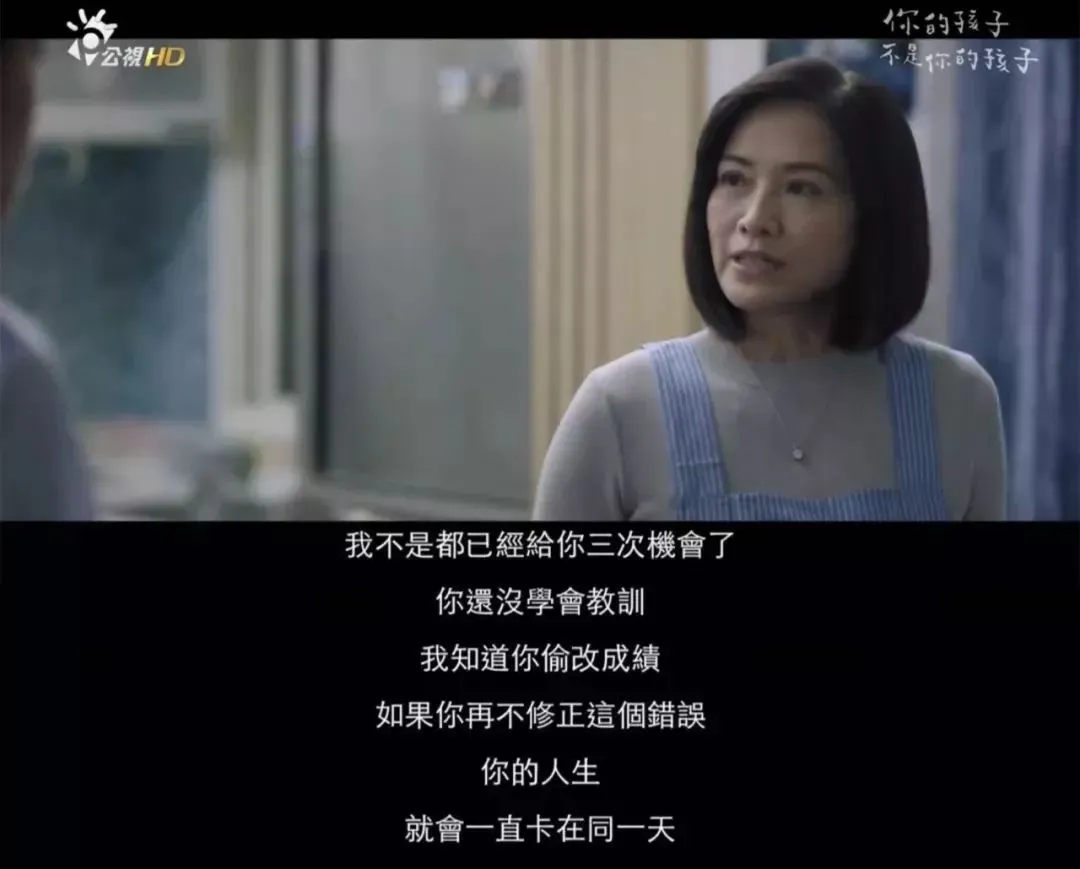 公視HD
你的孩子
不是你的孩子
我不是都已經給你三次機會了
你還沒學會教訓
我知道你偷改成績
如果你再不修正這個錯誤
你的人生
就會一直卡在同一天